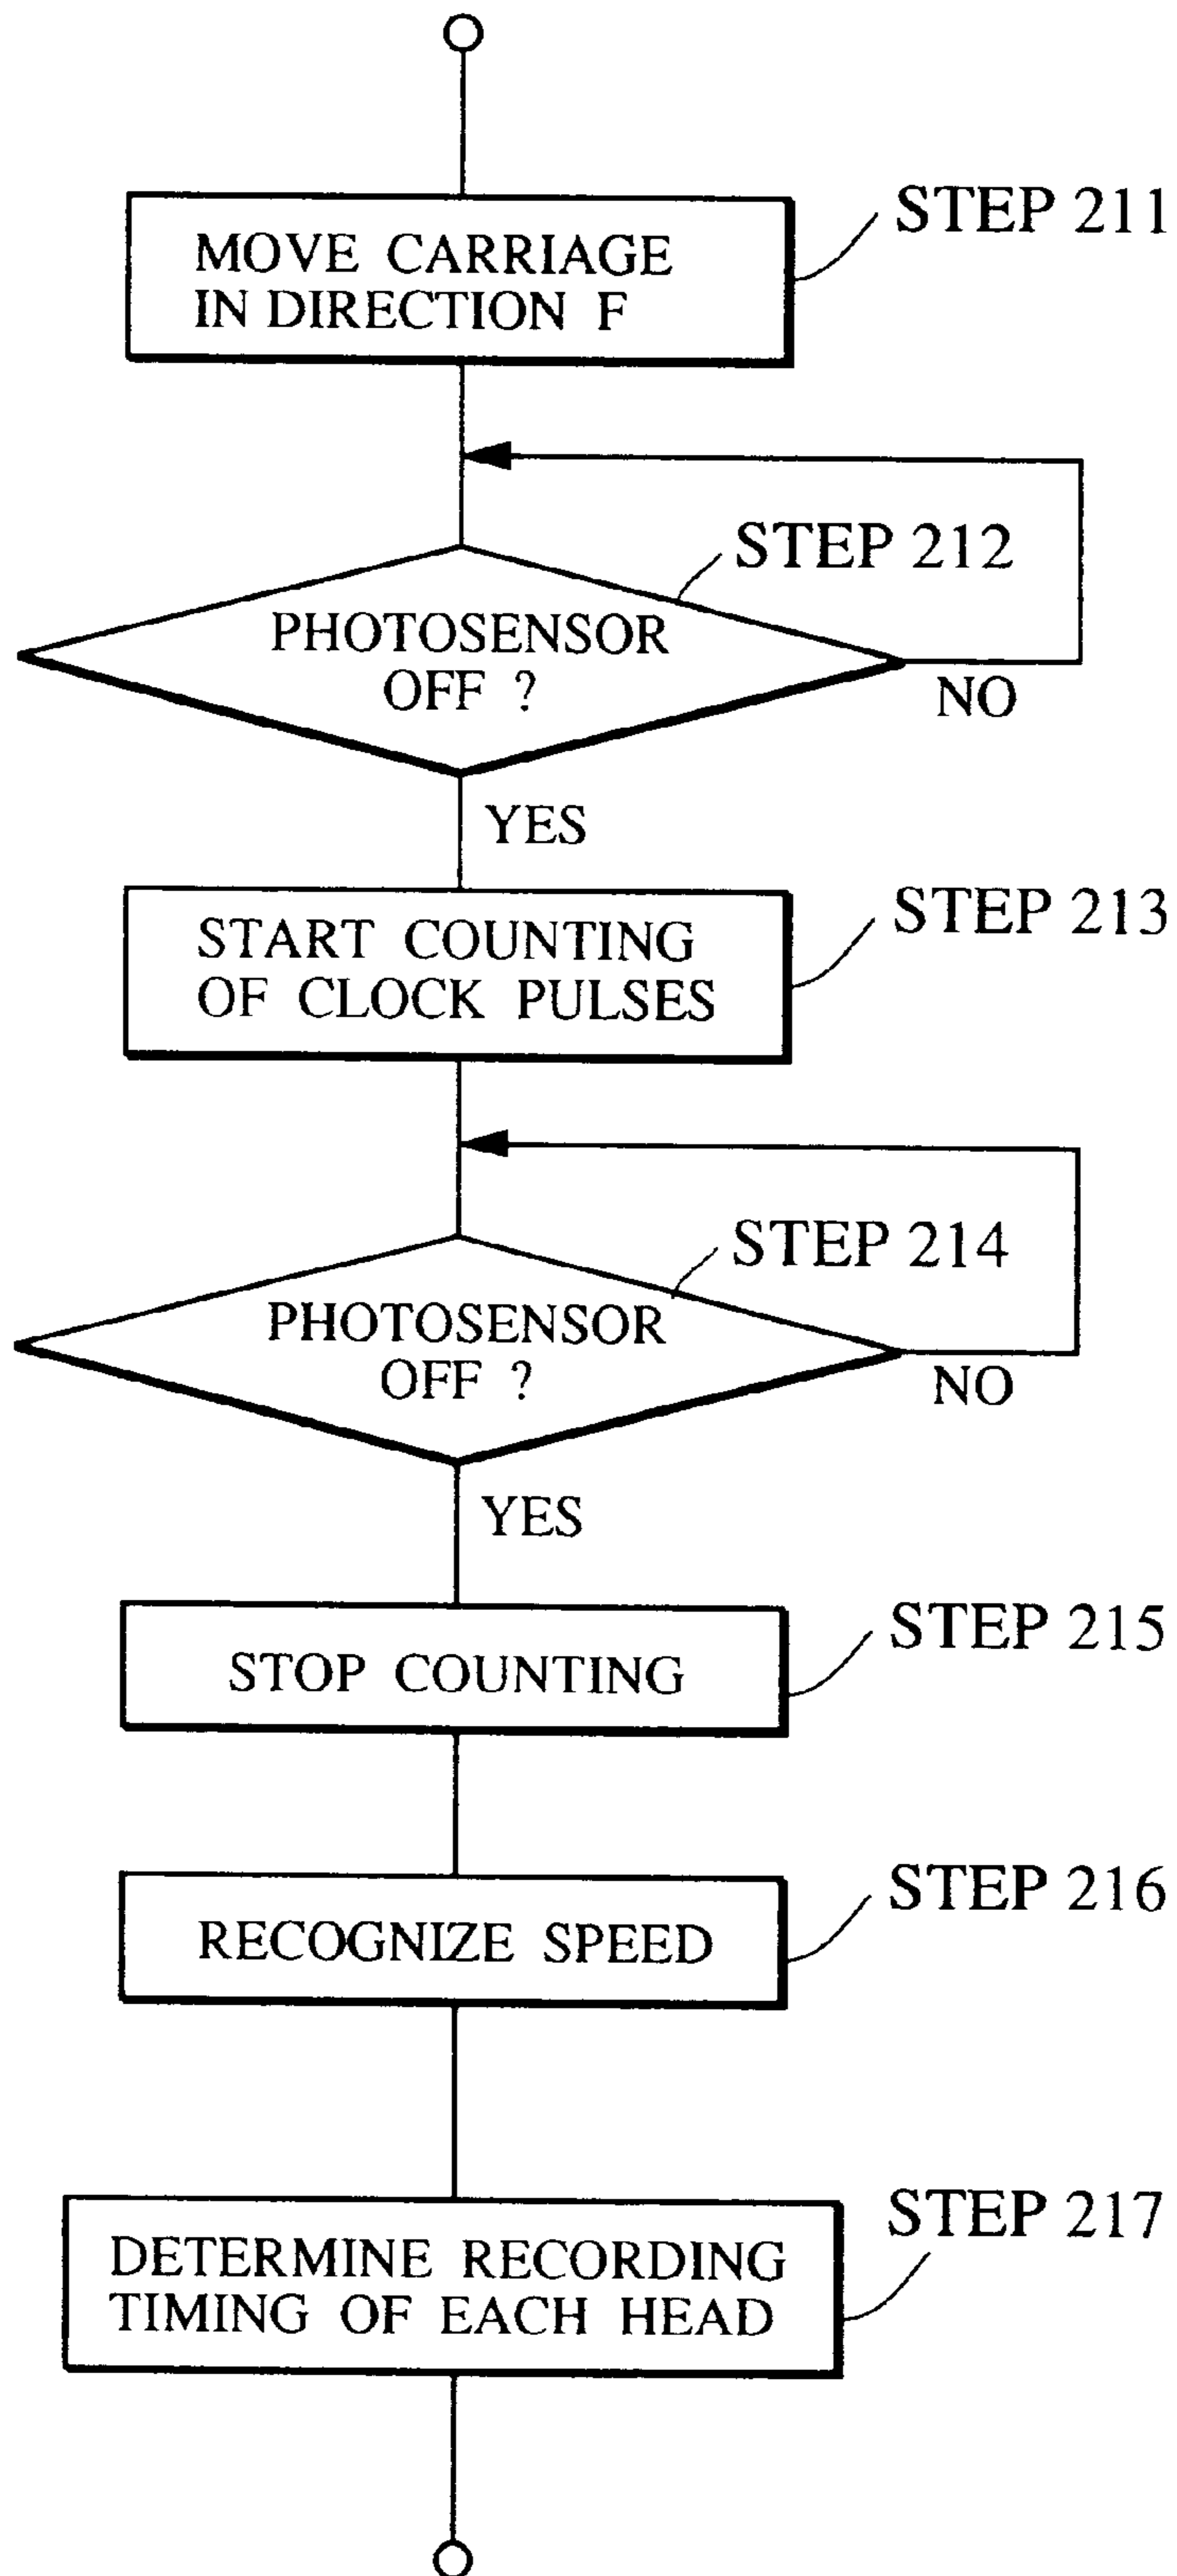 STEP 211
MOVE CARRIAGE
IN DIRECTION F
STEP 212
PHOTOSENSOR
OFF ?
NO
YES
STEP 213
START COUNTING
OF CLOCK PULSES
STEP 214
PHOTOSENSOR
OFF ?
NO
YES
STEP 215
STOP COUNTING
STEP 216
RECOGNIZE SPEED
STEP 217
DETERMINE RECORDING
TIMING OF EACH HEAD